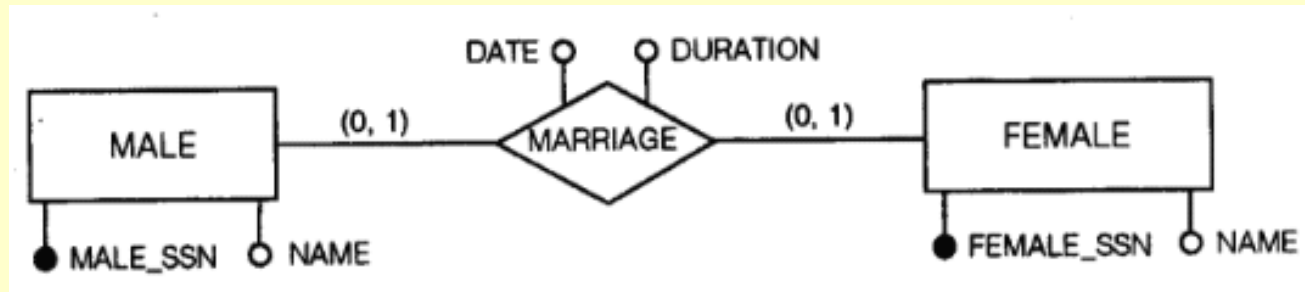 DATE DURATION
MALE (0, 1) MARRIAGE (0, 1) FEMALE
MALE_SSN NAME FEMALE_SSN NAME